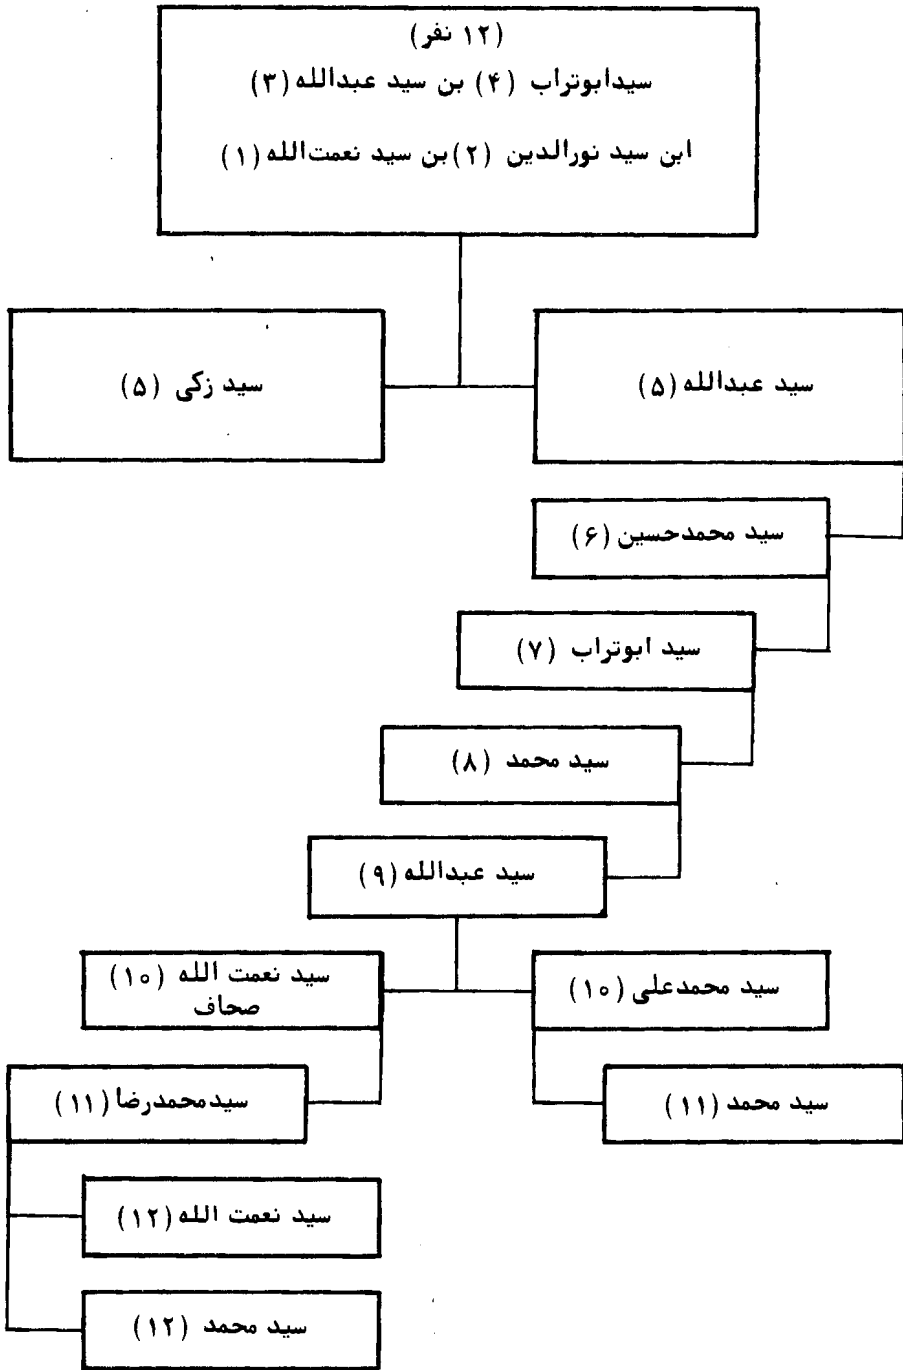 (۱۲ نفر)
سیدابوتراب (۴) بن سید عبدالله (۳)
ابن سید نورالدین (۲) بن سید نعمت‌الله (۱)
سید عبدالله (۵)
سید زکی (۵)
سید محمدحسین (۶)
سید ابوتراب (۷)
سید محمد (۸)
سید عبدالله (۹)
سید محمدعلی (۱۰)
سید نعمت الله (۱۰)
صحاف
سید محمد (۱۱)
سیدمحمدرضا (۱۱)
سید نعمت الله (۱۲)
سید محمد (۱۲)